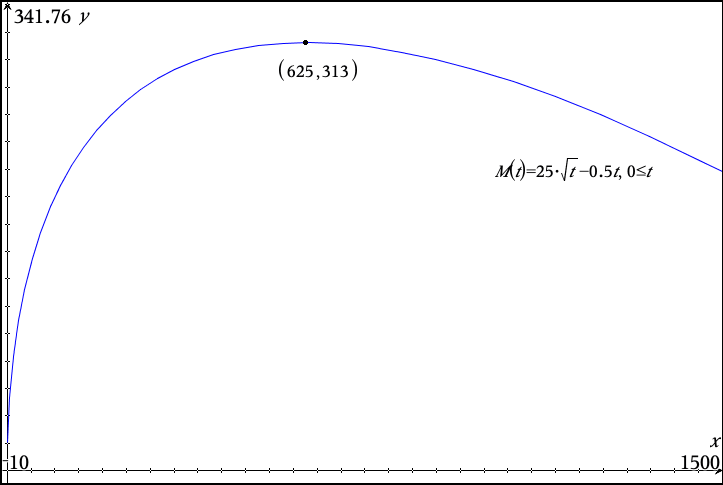 341.76 y
(625,313)
M(t)=25·√t-0.5t, 0≤t
x
-10
1500